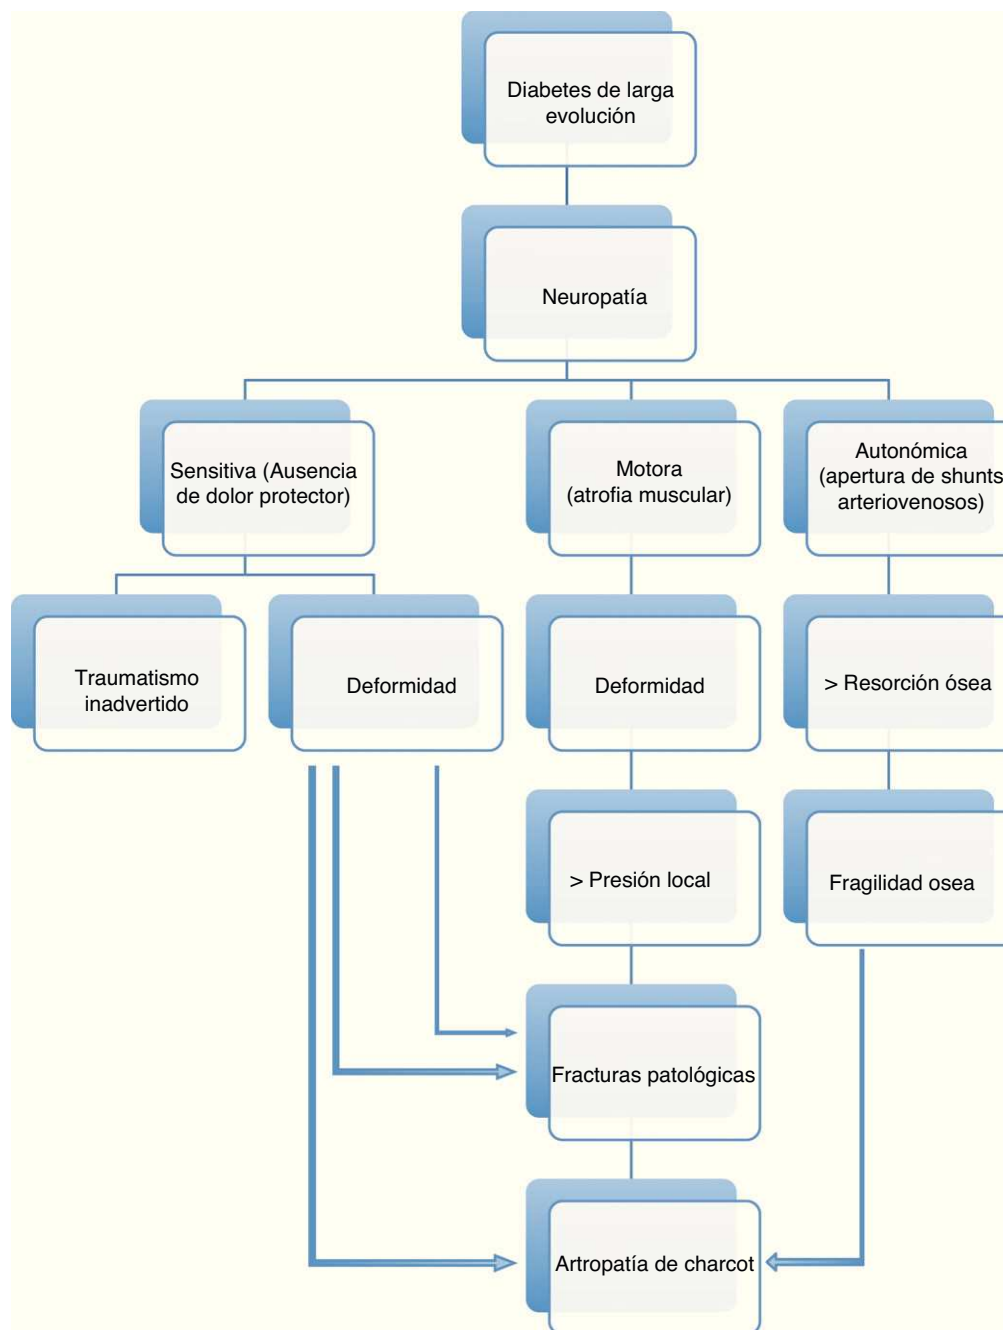 Diabetes de larga
evolución
Neuropatía
Sensitiva (Ausencia
de dolor protector)
Motora
(atrofia muscular)
Autonómica
(apertura de shunts
arteriovenosos)
Traumatismo
inadvertido
Deformidad
Deformidad
> Resorción ósea
> Presión local
Fragilidad osea
Fracturas patológicas
Artropatía de charcot